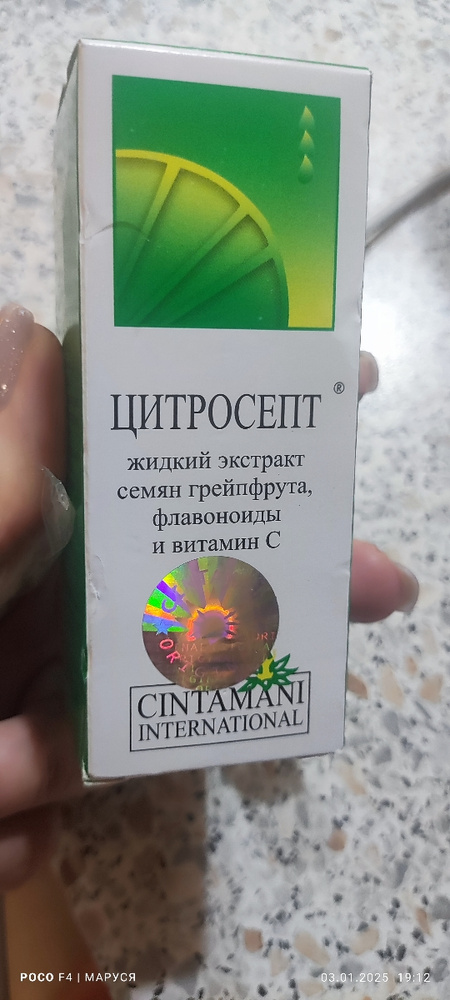 ЦИТРОСЕПТ ®
жидкий экстракт
семян грейпфрута,
флавоноиды
и витамин С
CINTAMANI
INTERNATIONAL
POCO F4 | МАРУСЯ
03.01.2025 19:12